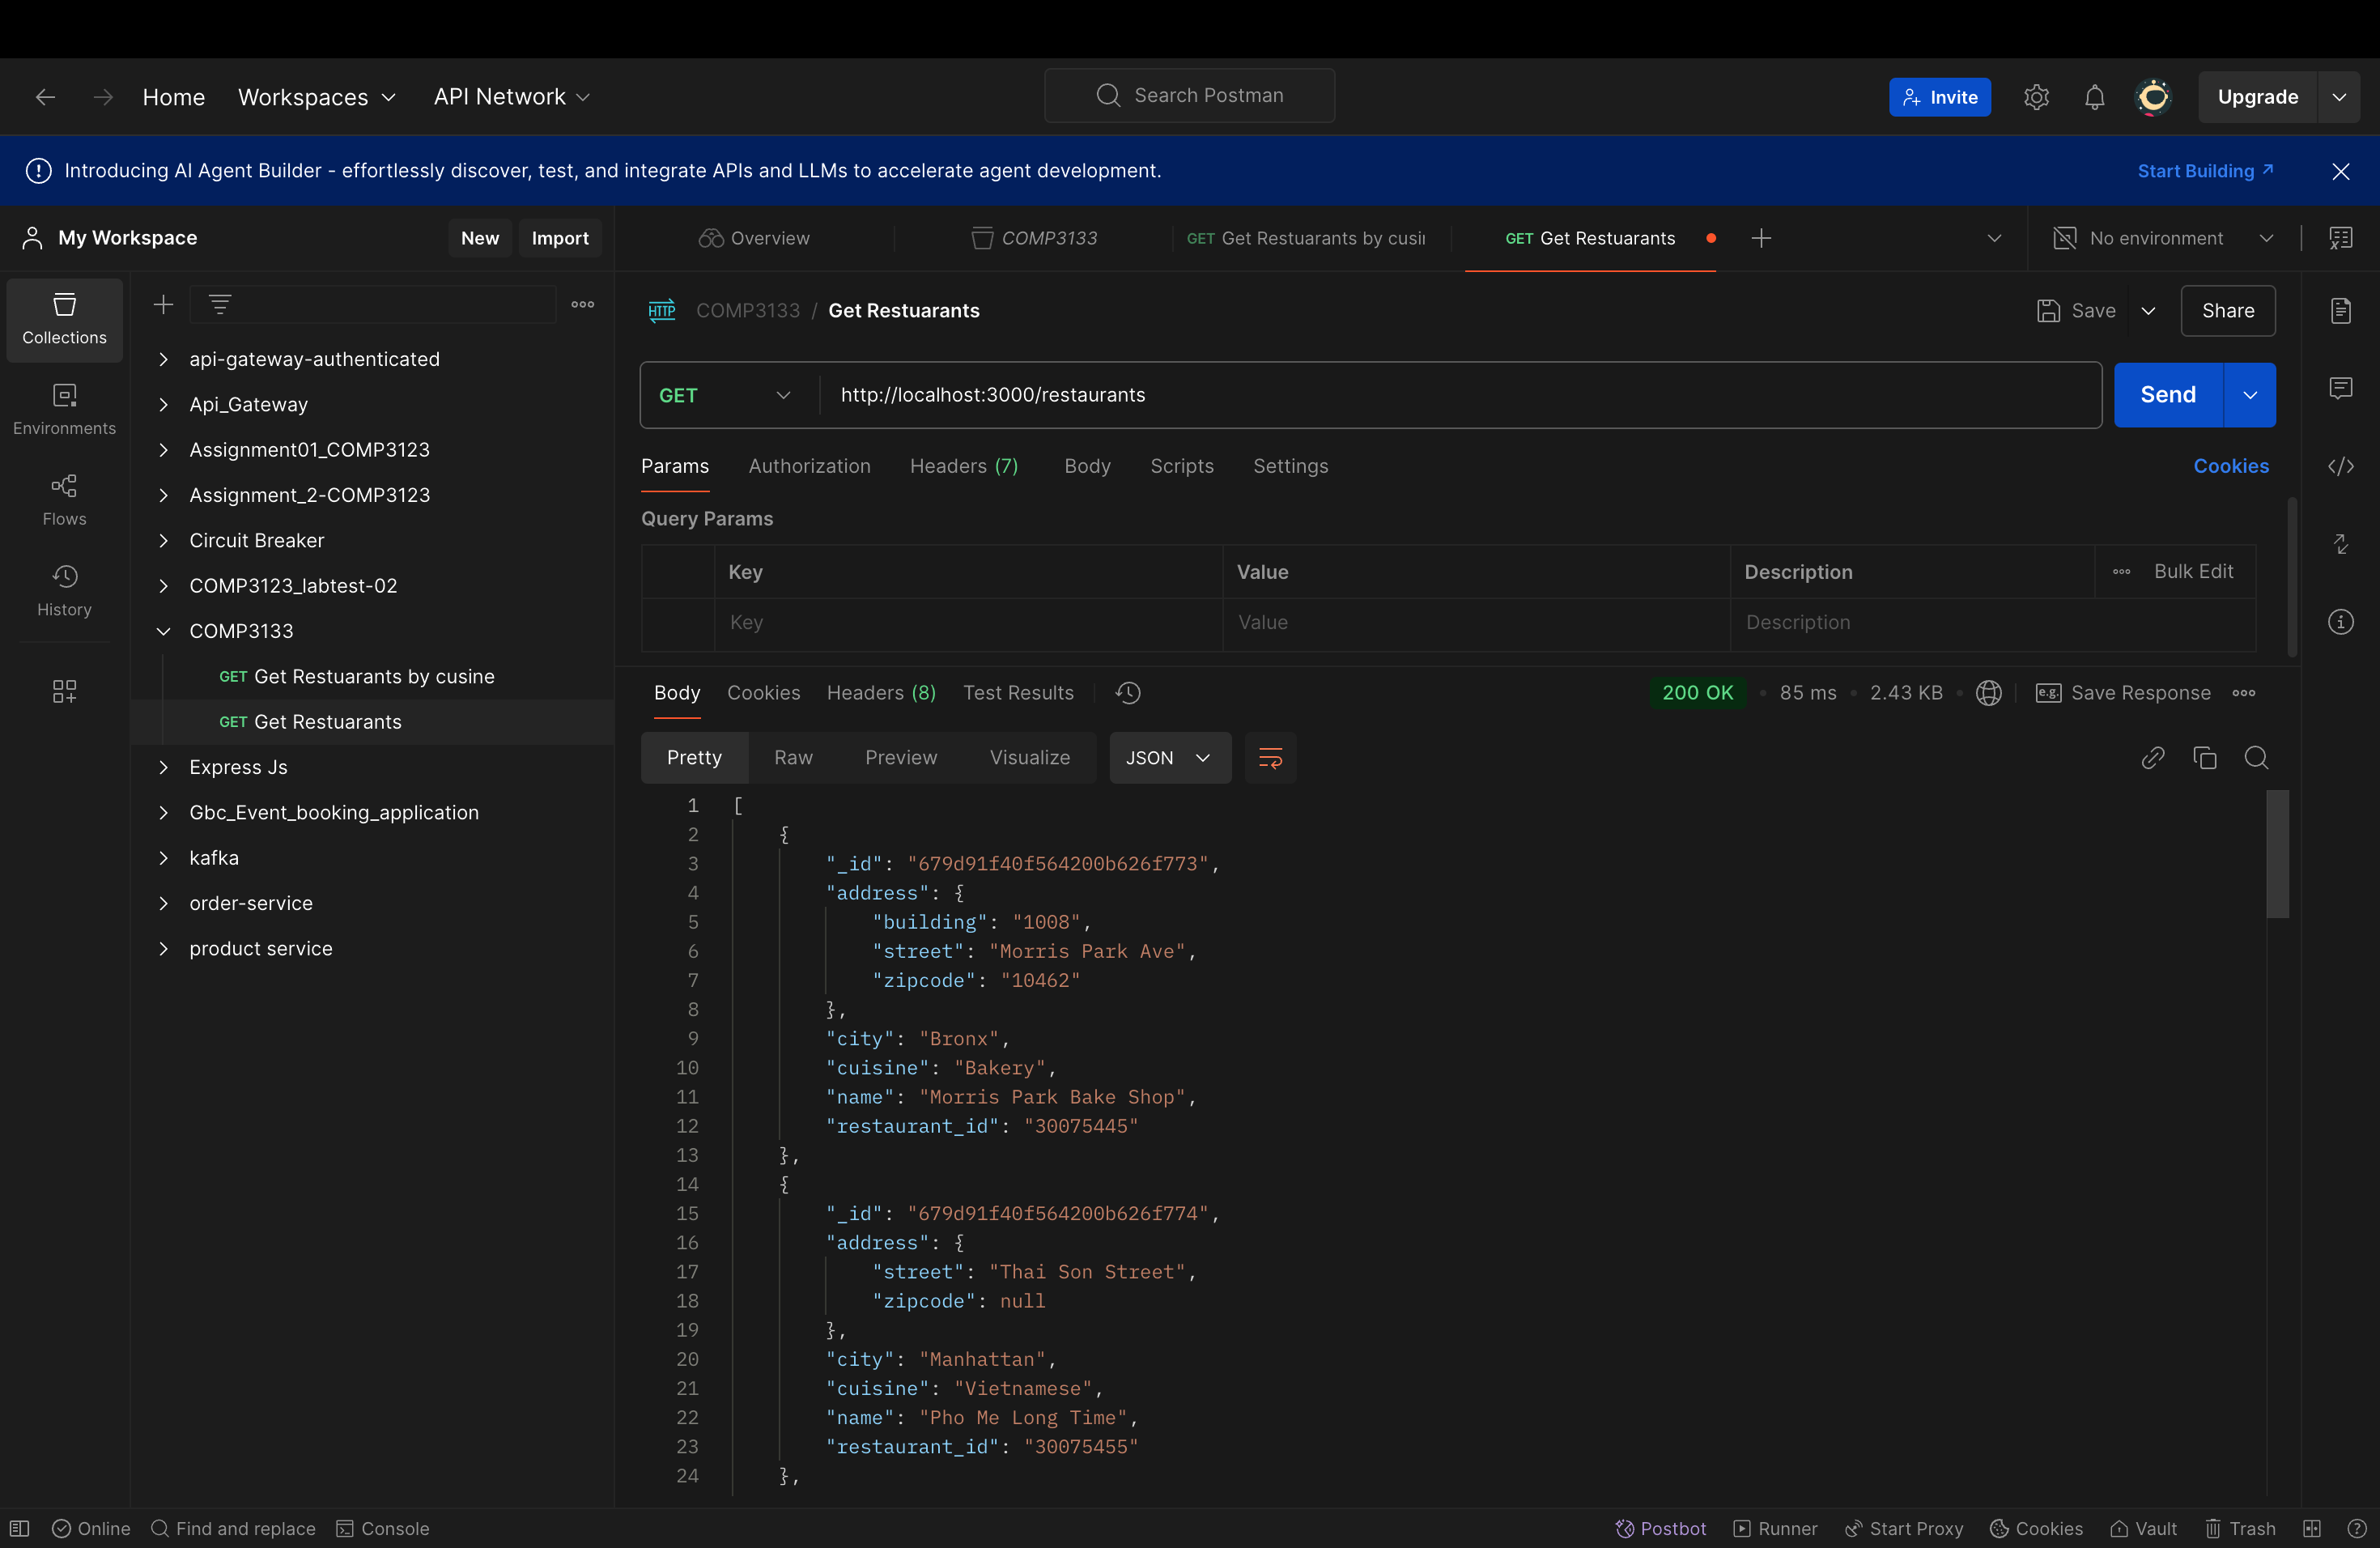 Home Workspaces API Network Search Postman Invite Upgrade
Introducing AI Agent Builder - effortlessly discover, test, and integrate APIs and LLMs to accelerate agent development. Start Building
My Workspace New Import Overview COMP3133 GET Get Restuarants by cusii GET Get Restuarants No environment
Collections
Environments
Flows
History
api-gateway-authenticated
Api_Gateway
Assignment01_COMP3123
Assignment_2-COMP3123
Circuit Breaker
COMP3123_labtest-02
COMP3133
GET Get Restuarants by cusine
GET Get Restuarants
Express Js
Gbc_Event_booking_application
kafka
order-service
product service
HTTP COMP3133 / Get Restuarants Save Share
GET http://localhost:3000/restaurants Send
Params Authorization Headers (7) Body Scripts Settings Cookies
Query Params
Key Value Description Bulk Edit
Key Value Description
Body Cookies Headers (8) Test Results 200 OK 85 ms 2.43 KB e.g. Save Response
Pretty Raw Preview Visualize JSON
1 [
2 {
3 "_id": "679d91f40f564200b626f773",
4 "address": {
5 "building": "1008",
6 "street": "Morris Park Ave",
7 "zipcode": "10462"
8 },
9 "city": "Bronx",
10 "cuisine": "Bakery",
11 "name": "Morris Park Bake Shop",
12 "restaurant_id": "30075445"
13 },
14 {
15 "_id": "679d91f40f564200b626f774",
16 "address": {
17 "street": "Thai Son Street",
18 "zipcode": null
19 },
20 "city": "Manhattan",
21 "cuisine": "Vietnamese",
22 "name": "Pho Me Long Time",
23 "restaurant_id": "30075455"
24 },
Online Find and replace Console Postbot Runner Start Proxy Cookies Vault Trash